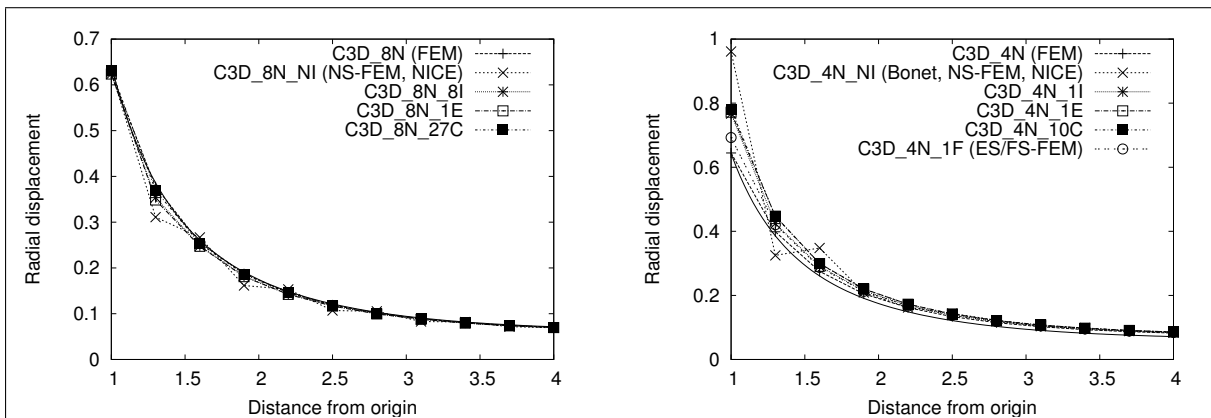 0.7
0.6
0.5
0.4
0.3
0.2
0.1
0
1
1.5
2
2.5
3
3.5
4
Radial displacement
Distance from origin
C3D_8N (FEM)
C3D_8N_NI (NS-FEM, NICE)
C3D_8N_8I
C3D_8N_1E
C3D_8N_27C
1
0.8
0.6
0.4
0.2
0
1
1.5
2
2.5
3
3.5
4
Radial displacement
Distance from origin
C3D_4N (FEM)
C3D_4N_NI (Bonet, NS-FEM, NICE)
C3D_4N_1I
C3D_4N_1E
C3D_4N_10C
C3D_4N_1F (ES/FS-FEM)